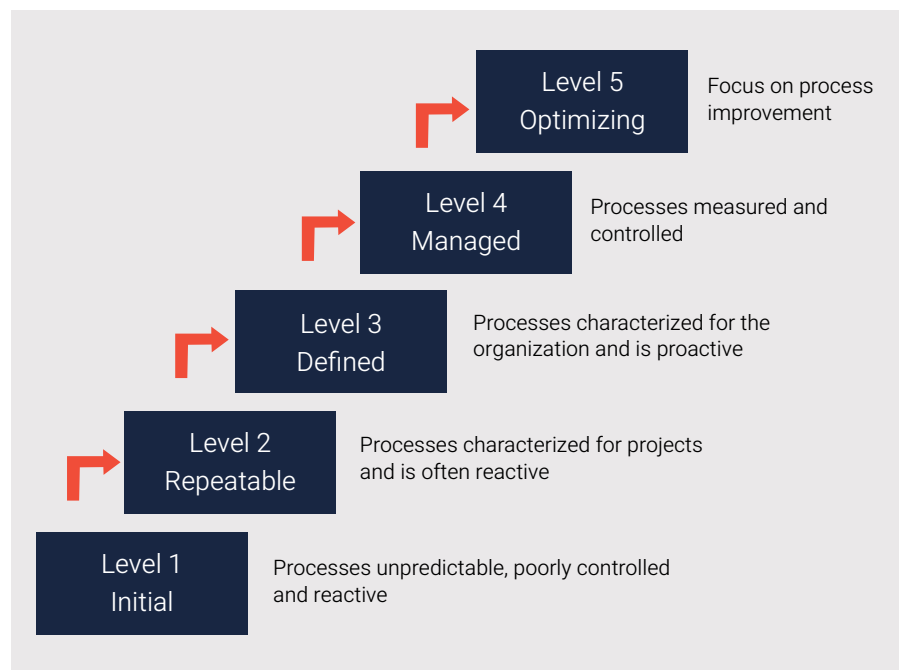 Level 5
Optimizing
Focus on process
improvement
Level 4
Managed
Processes measured and
controlled
Level 3
Defined
Processes characterized for the
organization and is proactive
Level 2
Repeatable
Processes characterized for projects
and is often reactive
Level 1
Initial
Processes unpredictable, poorly controlled
and reactive